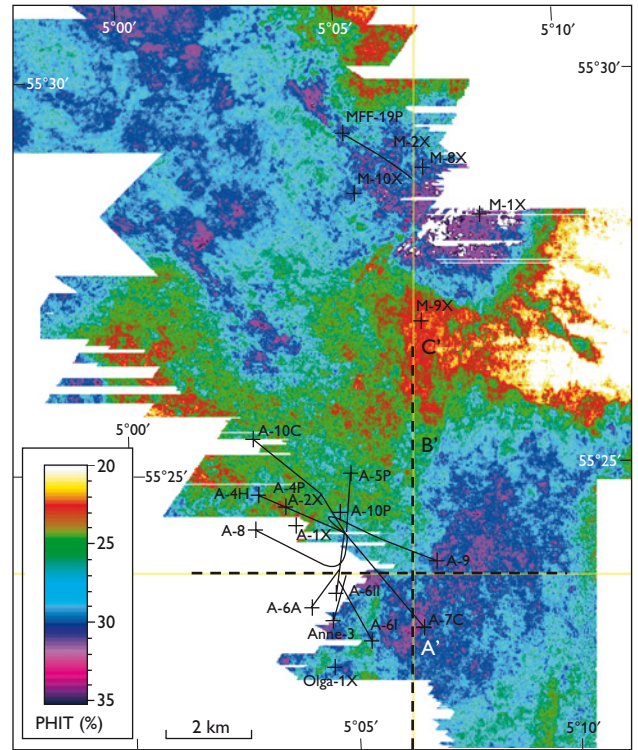 5°00' 5°05' 5°10'
55°30' 55°30'
MFF-19P
M-2X
M-8X
M-10X
M-1X
M-9X
C'
B'
5°00'
A-10C
55°25' 55°25'
A-5P
A-4H A-4P
A-2X A-10P
A-8 A-1X
A-9
A-6II
A-6A
Anne-3 A-6I A-7C
A'
Olga-1X
20
25
30
35
PHIT (%)
2 km
5°05' 5°10'